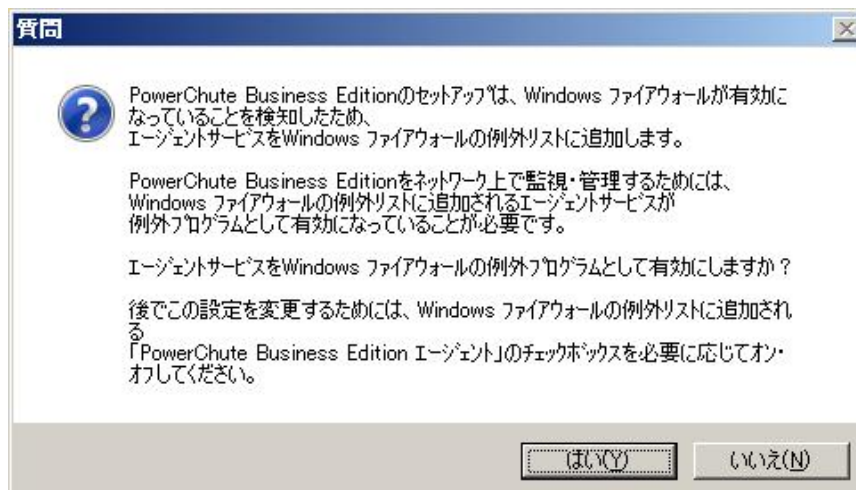 質問
PowerChute Business Editionのセットアップは、Windows ファイアウォールが有効に
なっていることを検知したため、
エージェントサービスをWindows ファイアウォールの例外リストに追加します。
PowerChute Business Editionをネットワーク上で監視・管理するためには、
Windows ファイアウォールの例外リストに追加されるエージェントサービスが
例外プログラムとして有効になっていることが必要です。
エージェントサービスをWindows ファイアウォールの例外プログラムとして有効にしますか？
後でこの設定を変更するためには、Windows ファイアウォールの例外リストに追加され
る
「PowerChute Business Edition エージェント」のチェックボックスを必要に応じてオン・
オフしてください。
はい(Y)
いいえ(N)